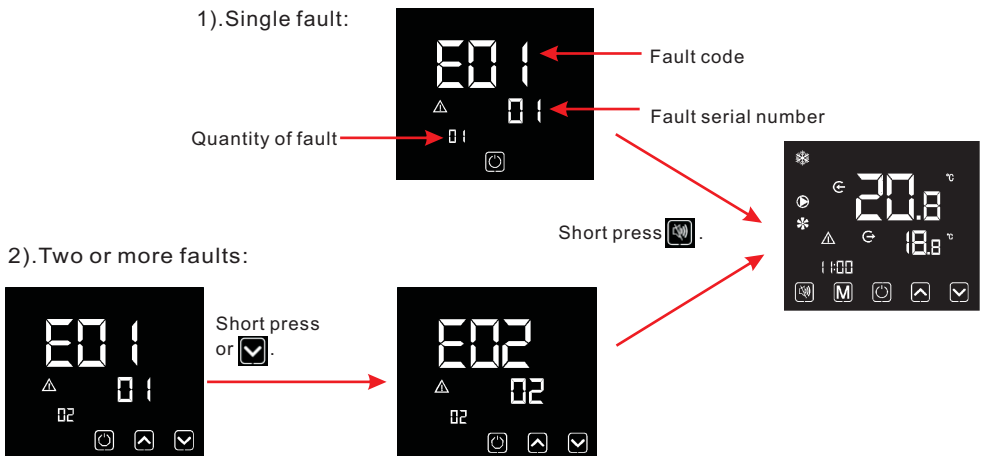 1).Single fault:
E01
Fault code
01
Fault serial number
Quantity of fault
01
20.8 °C
18.8 °C
11:00
M
Short press .
2).Two or more faults:
E01
01
02
Short press
or .
E02
02
02